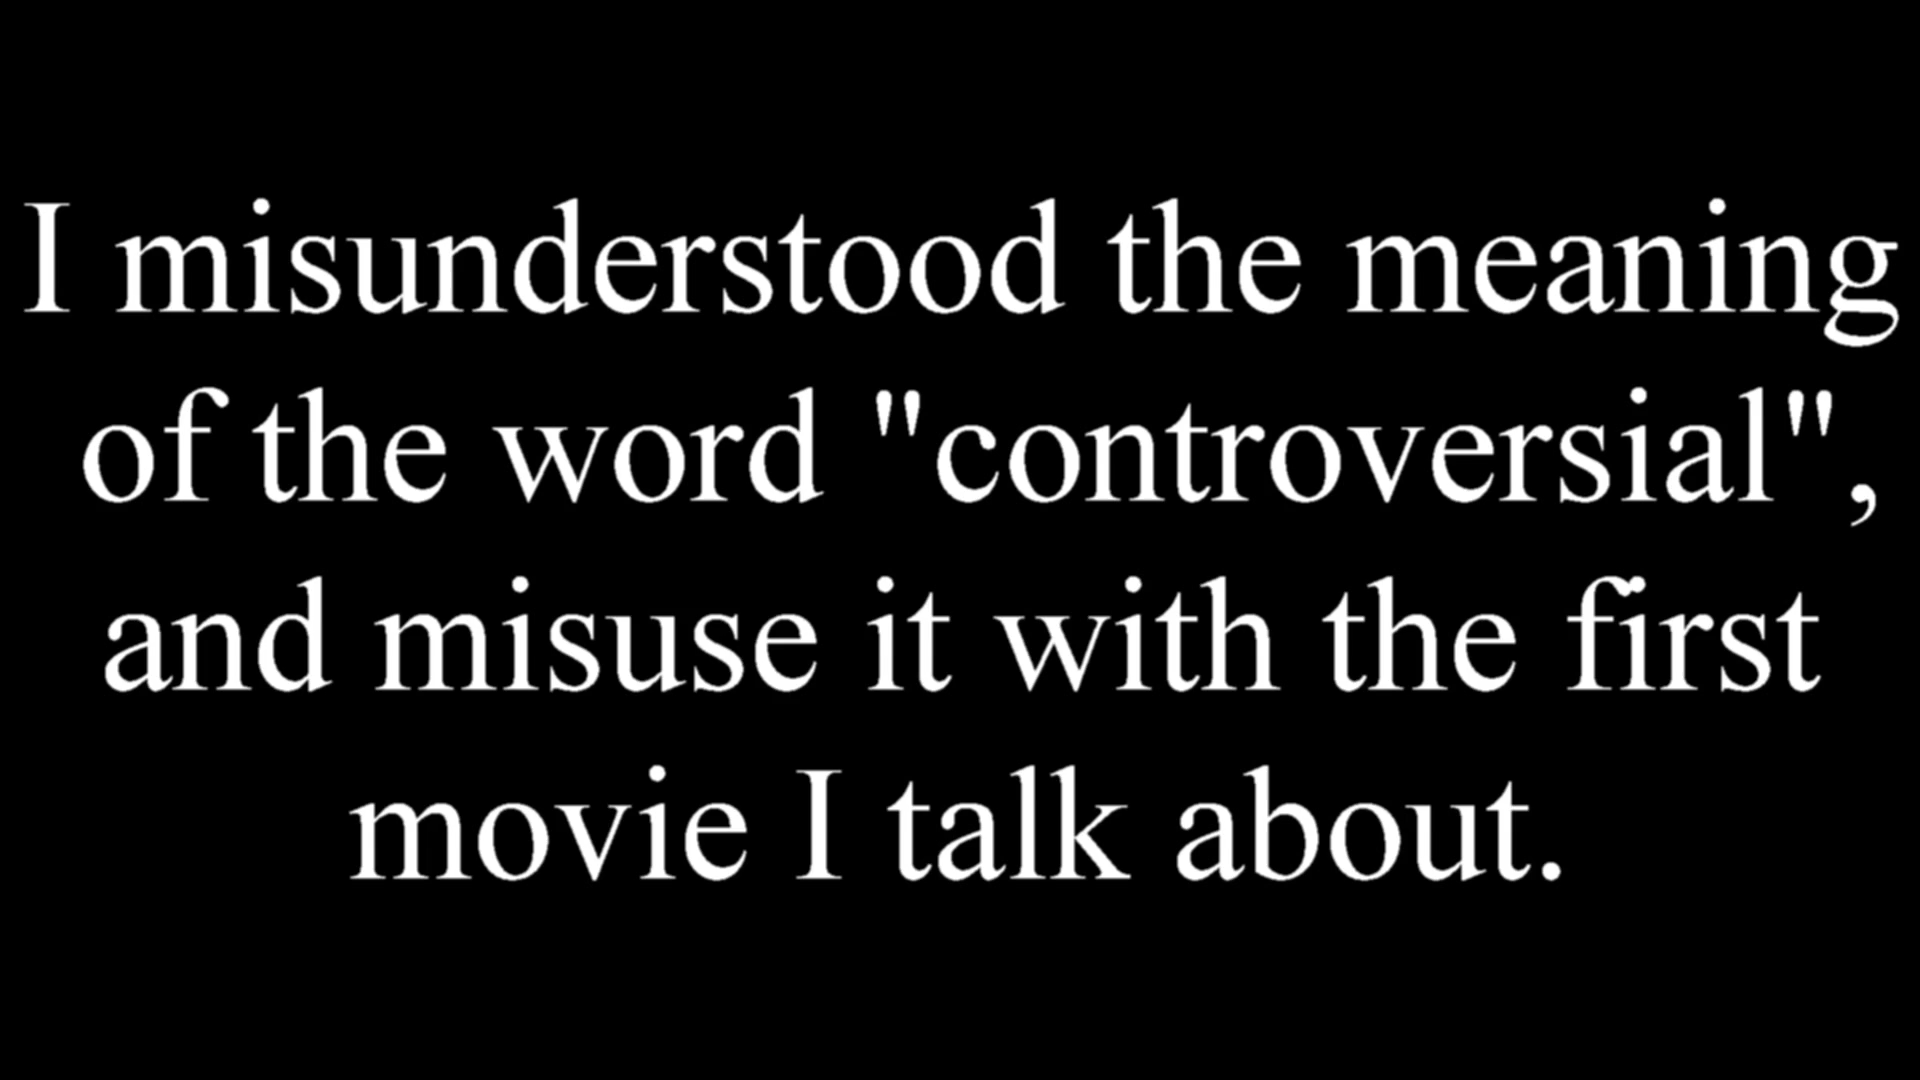 I misunderstood the meaning
of the word "controversial",
and misuse it with the first
movie I talk about.